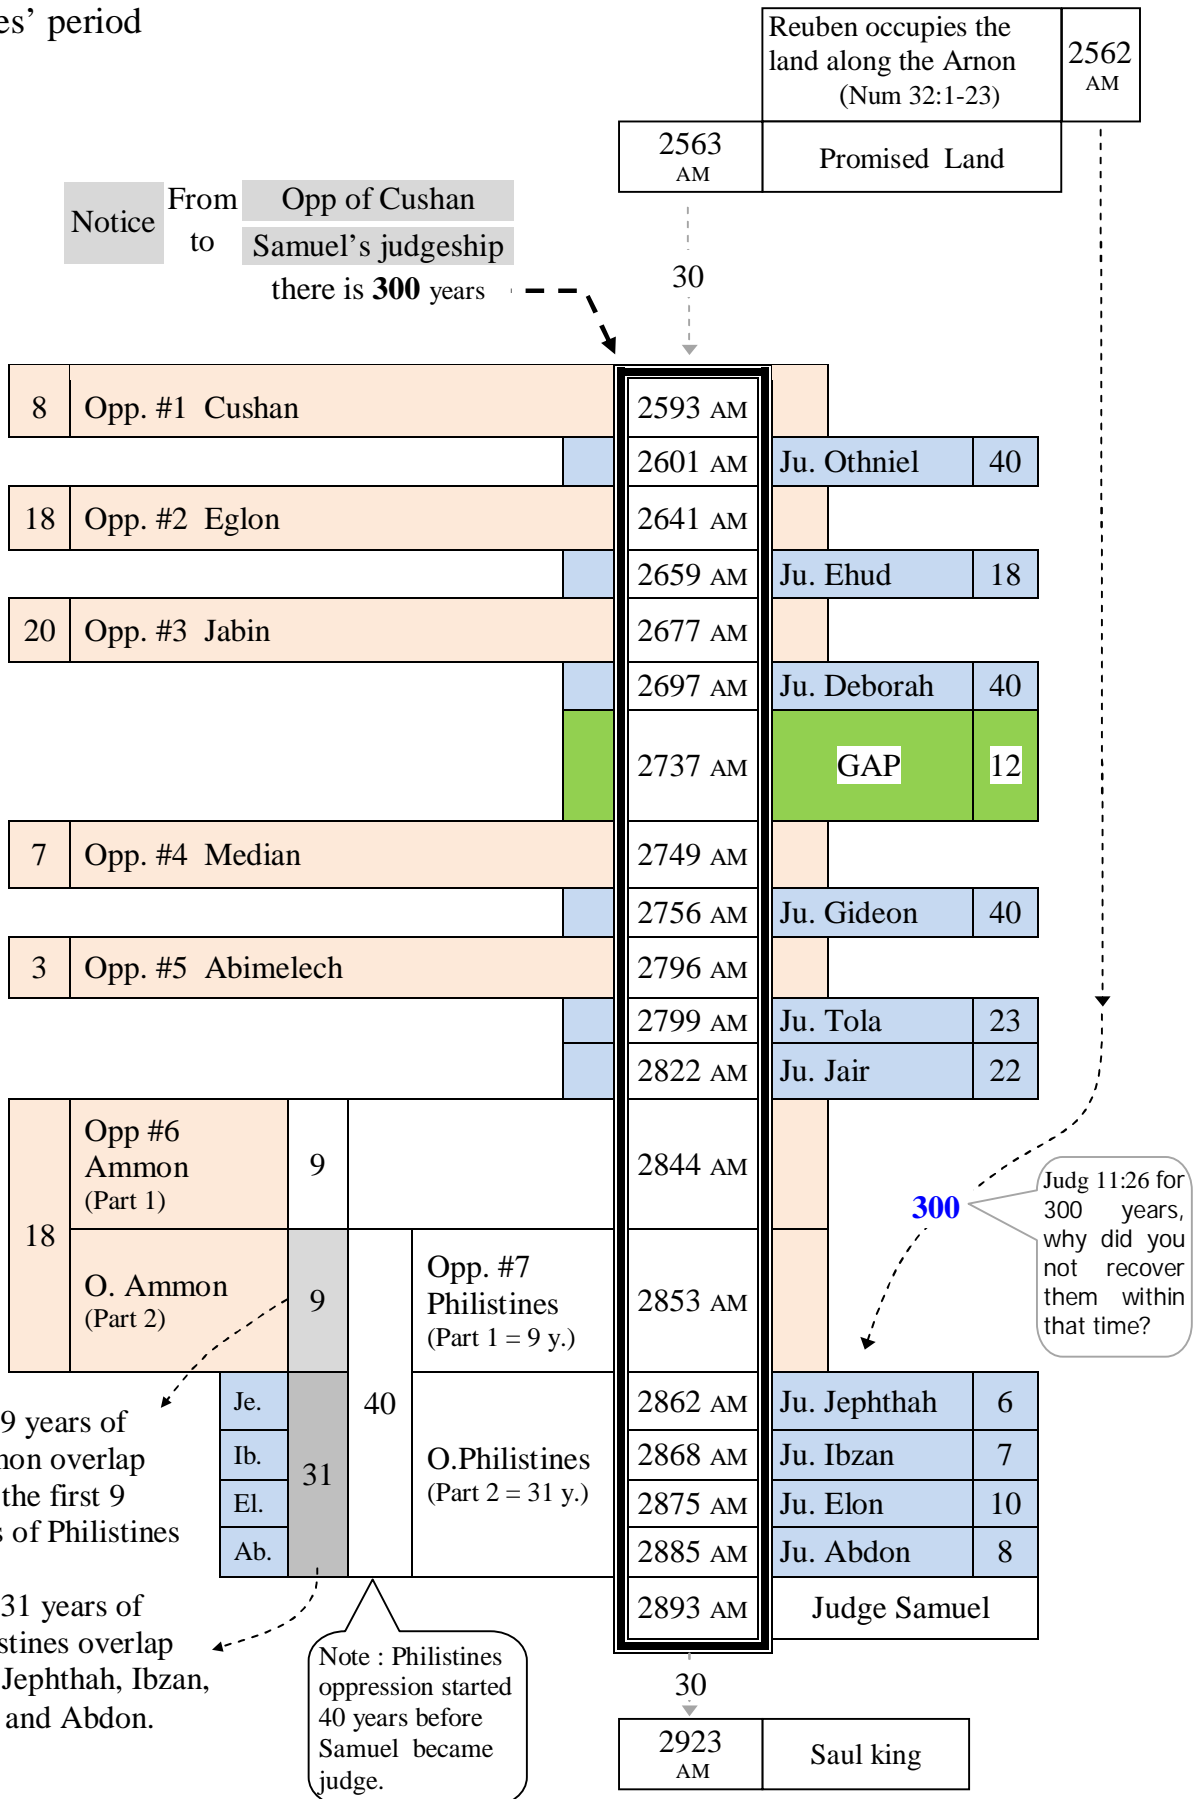 es’ period
Reuben occupies the
land along the Arnon
(Num 32:1-23)
2562
AM
2563
AM
Promised Land
Notice
From
to
Opp of Cushan
Samuel’s judgeship
there is 300 years
30
8 Opp. #1 Cushan 2593 AM
2601 AM Ju. Othniel 40
18 Opp. #2 Eglon 2641 AM
2659 AM Ju. Ehud 18
20 Opp. #3 Jabin 2677 AM
2697 AM Ju. Deborah 40
2737 AM GAP 12
7 Opp. #4 Median 2749 AM
2756 AM Ju. Gideon 40
3 Opp. #5 Abimelech 2796 AM
2799 AM Ju. Tola 23
2822 AM Ju. Jair 22
18
Opp #6
Ammon
(Part 1)
9
2844 AM
O. Ammon
(Part 2)
9
40
Opp. #7
Philistines
(Part 1 = 9 y.)
2853 AM
300
Judg 11:26 for
300 years,
why did you
not recover
them within
that time?
9 years of
non overlap
the first 9
s of Philistines
31 years of
stines overlap
Jephthah, Ibzan,
and Abdon.
Je.
Ib.
El.
Ab.
31
O.Philistines
(Part 2 = 31 y.)
2862 AM Ju. Jephthah 6
2868 AM Ju. Ibzan 7
2875 AM Ju. Elon 10
2885 AM Ju. Abdon 8
2893 AM Judge Samuel
Note : Philistines
oppression started
40 years before
Samuel became
judge.
30
2923
AM
Saul king